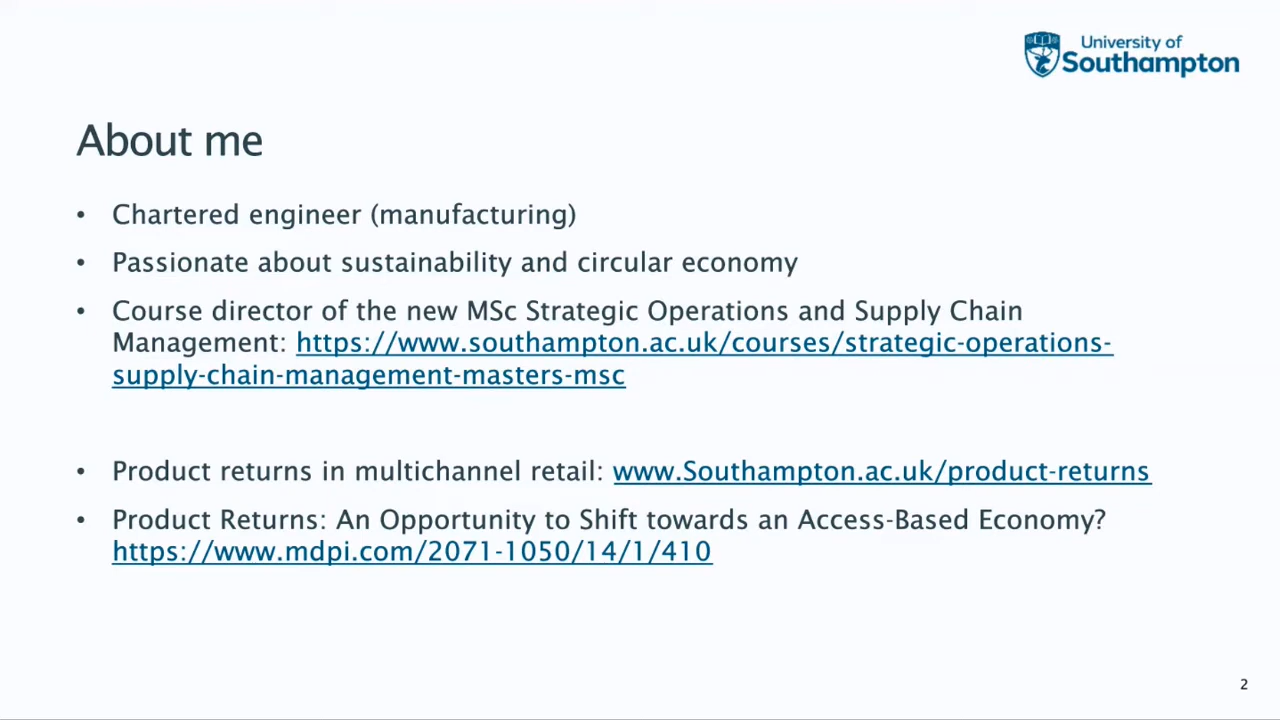 University of
Southampton
About me
• Chartered engineer (manufacturing)
• Passionate about sustainability and circular economy
• Course director of the new MSc Strategic Operations and Supply Chain
Management: https://www.southampton.ac.uk/courses/strategic-operations-
supply-chain-management-masters-msc
• Product returns in multichannel retail: www.Southampton.ac.uk/product-returns
• Product Returns: An Opportunity to Shift towards an Access-Based Economy?
https://www.mdpi.com/2071-1050/14/1/410
2